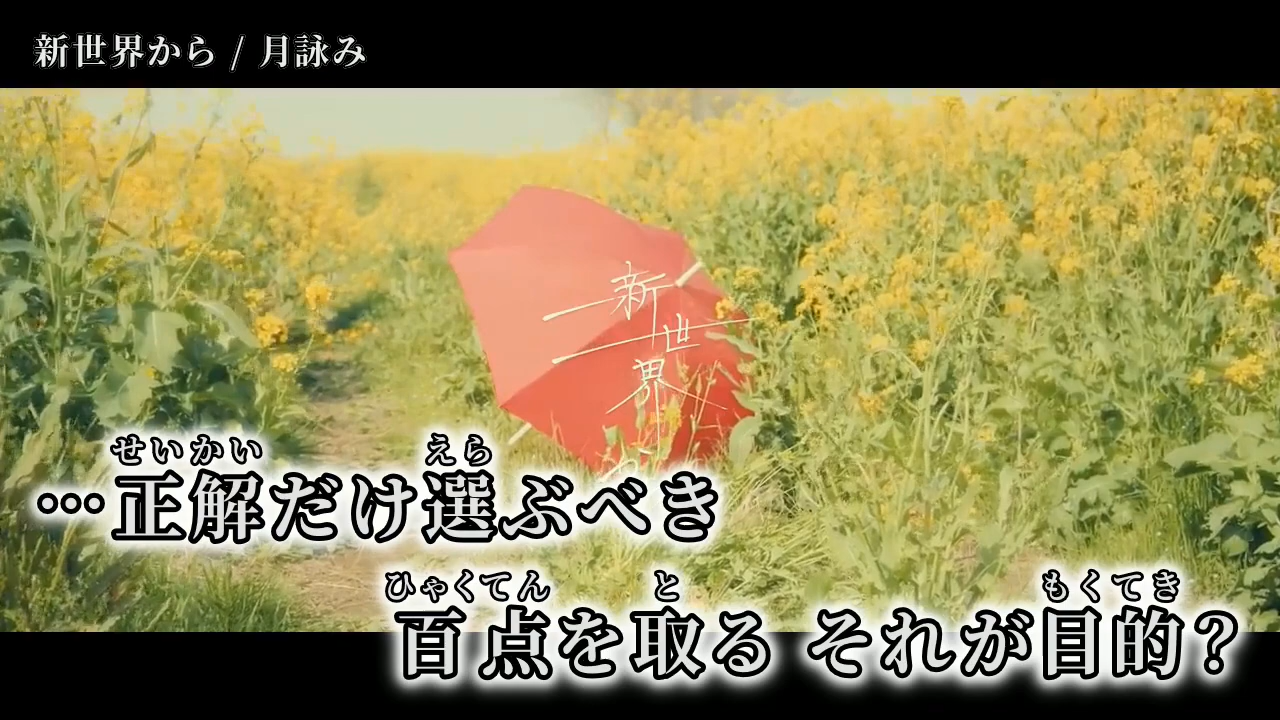 新世界から / 月詠み
新
世
界
せいかい えら
…正解だけ選ぶべき
ひゃくてん と もくてき
百点を取る それが目的?